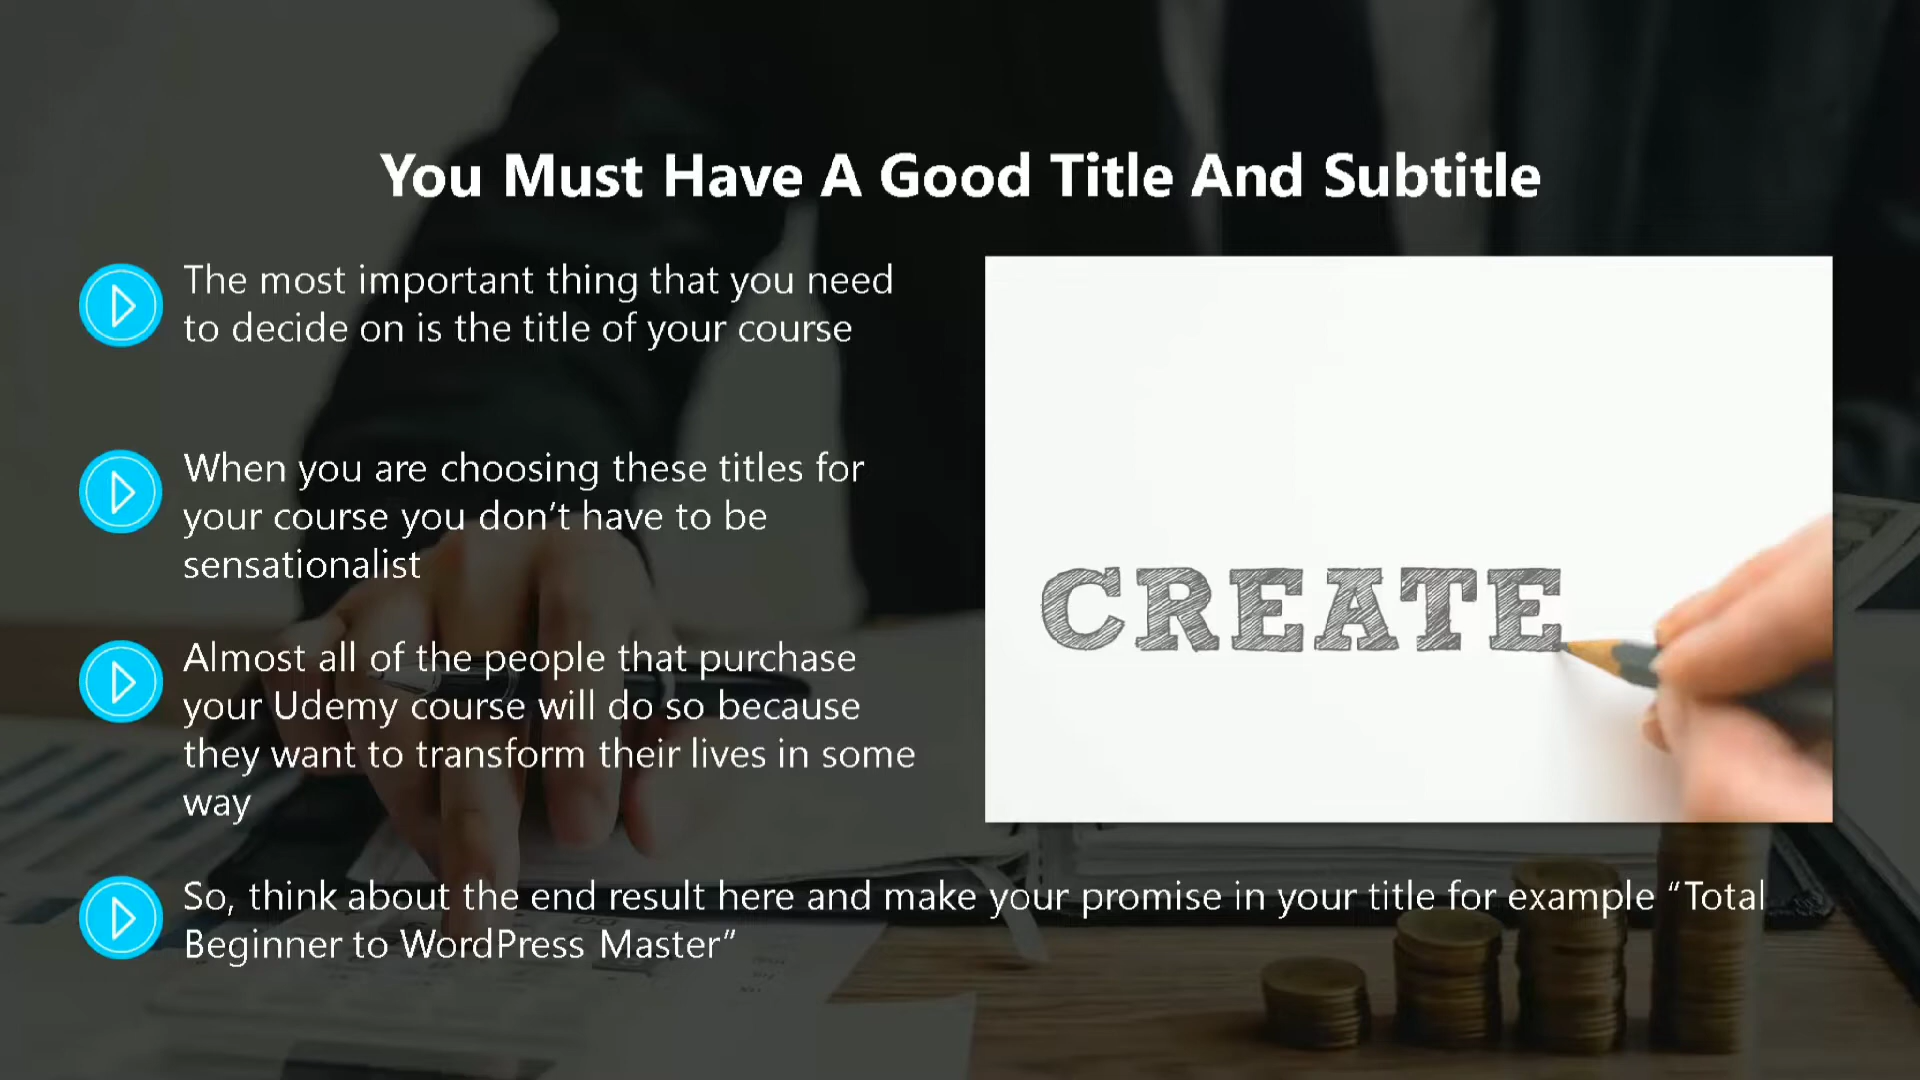 You Must Have A Good Title And Subtitle
The most important thing that you need
to decide on is the title of your course
When you are choosing these titles for
your course you don’t have to be
sensationalist
Almost all of the people that purchase
your Udemy course will do so because
they want to transform their lives in some
way
CREATE
So, think about the end result here and make your promise in your title for example “Total
Beginner to WordPress Master”